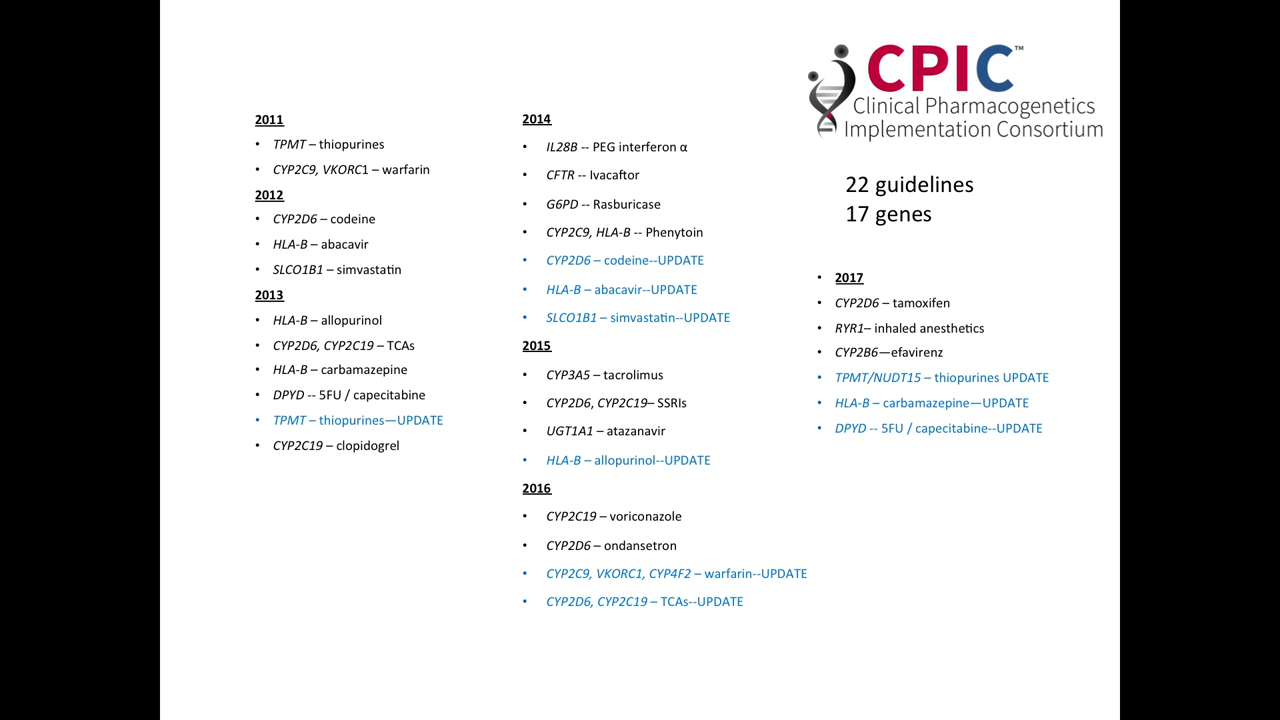 CPIC™
Clinical Pharmacogenetics
Implementation Consortium
22 guidelines
17 genes
2011
• TPMT – thiopurines
• CYP2C9, VKORC1 – warfarin
2012
• CYP2D6 – codeine
• HLA-B – abacavir
• SLCO1B1 – simvastatin
2013
• HLA-B – allopurinol
• CYP2D6, CYP2C19 – TCAs
• HLA-B – carbamazepine
• DPYD -- 5FU / capecitabine
• TPMT – thiopurines—UPDATE
• CYP2C19 – clopidogrel
2014
• IL28B -- PEG interferon α
• CFTR -- Ivacaftor
• G6PD -- Rasburicase
• CYP2C9, HLA-B -- Phenytoin
• CYP2D6 – codeine--UPDATE
• HLA-B – abacavir--UPDATE
• SLCO1B1 – simvastatin--UPDATE
2015
• CYP3A5 – tacrolimus
• CYP2D6, CYP2C19– SSRIs
• UGT1A1 – atazanavir
• HLA-B – allopurinol--UPDATE
2016
• CYP2C19 – voriconazole
• CYP2D6 – ondansetron
• CYP2C9, VKORC1, CYP4F2 – warfarin--UPDATE
• CYP2D6, CYP2C19 – TCAs--UPDATE
• 2017
• CYP2D6 – tamoxifen
• RYR1– inhaled anesthetics
• CYP2B6—efavirenz
• TPMT/NUDT15 – thiopurines UPDATE
• HLA-B – carbamazepine—UPDATE
• DPYD -- 5FU / capecitabine--UPDATE